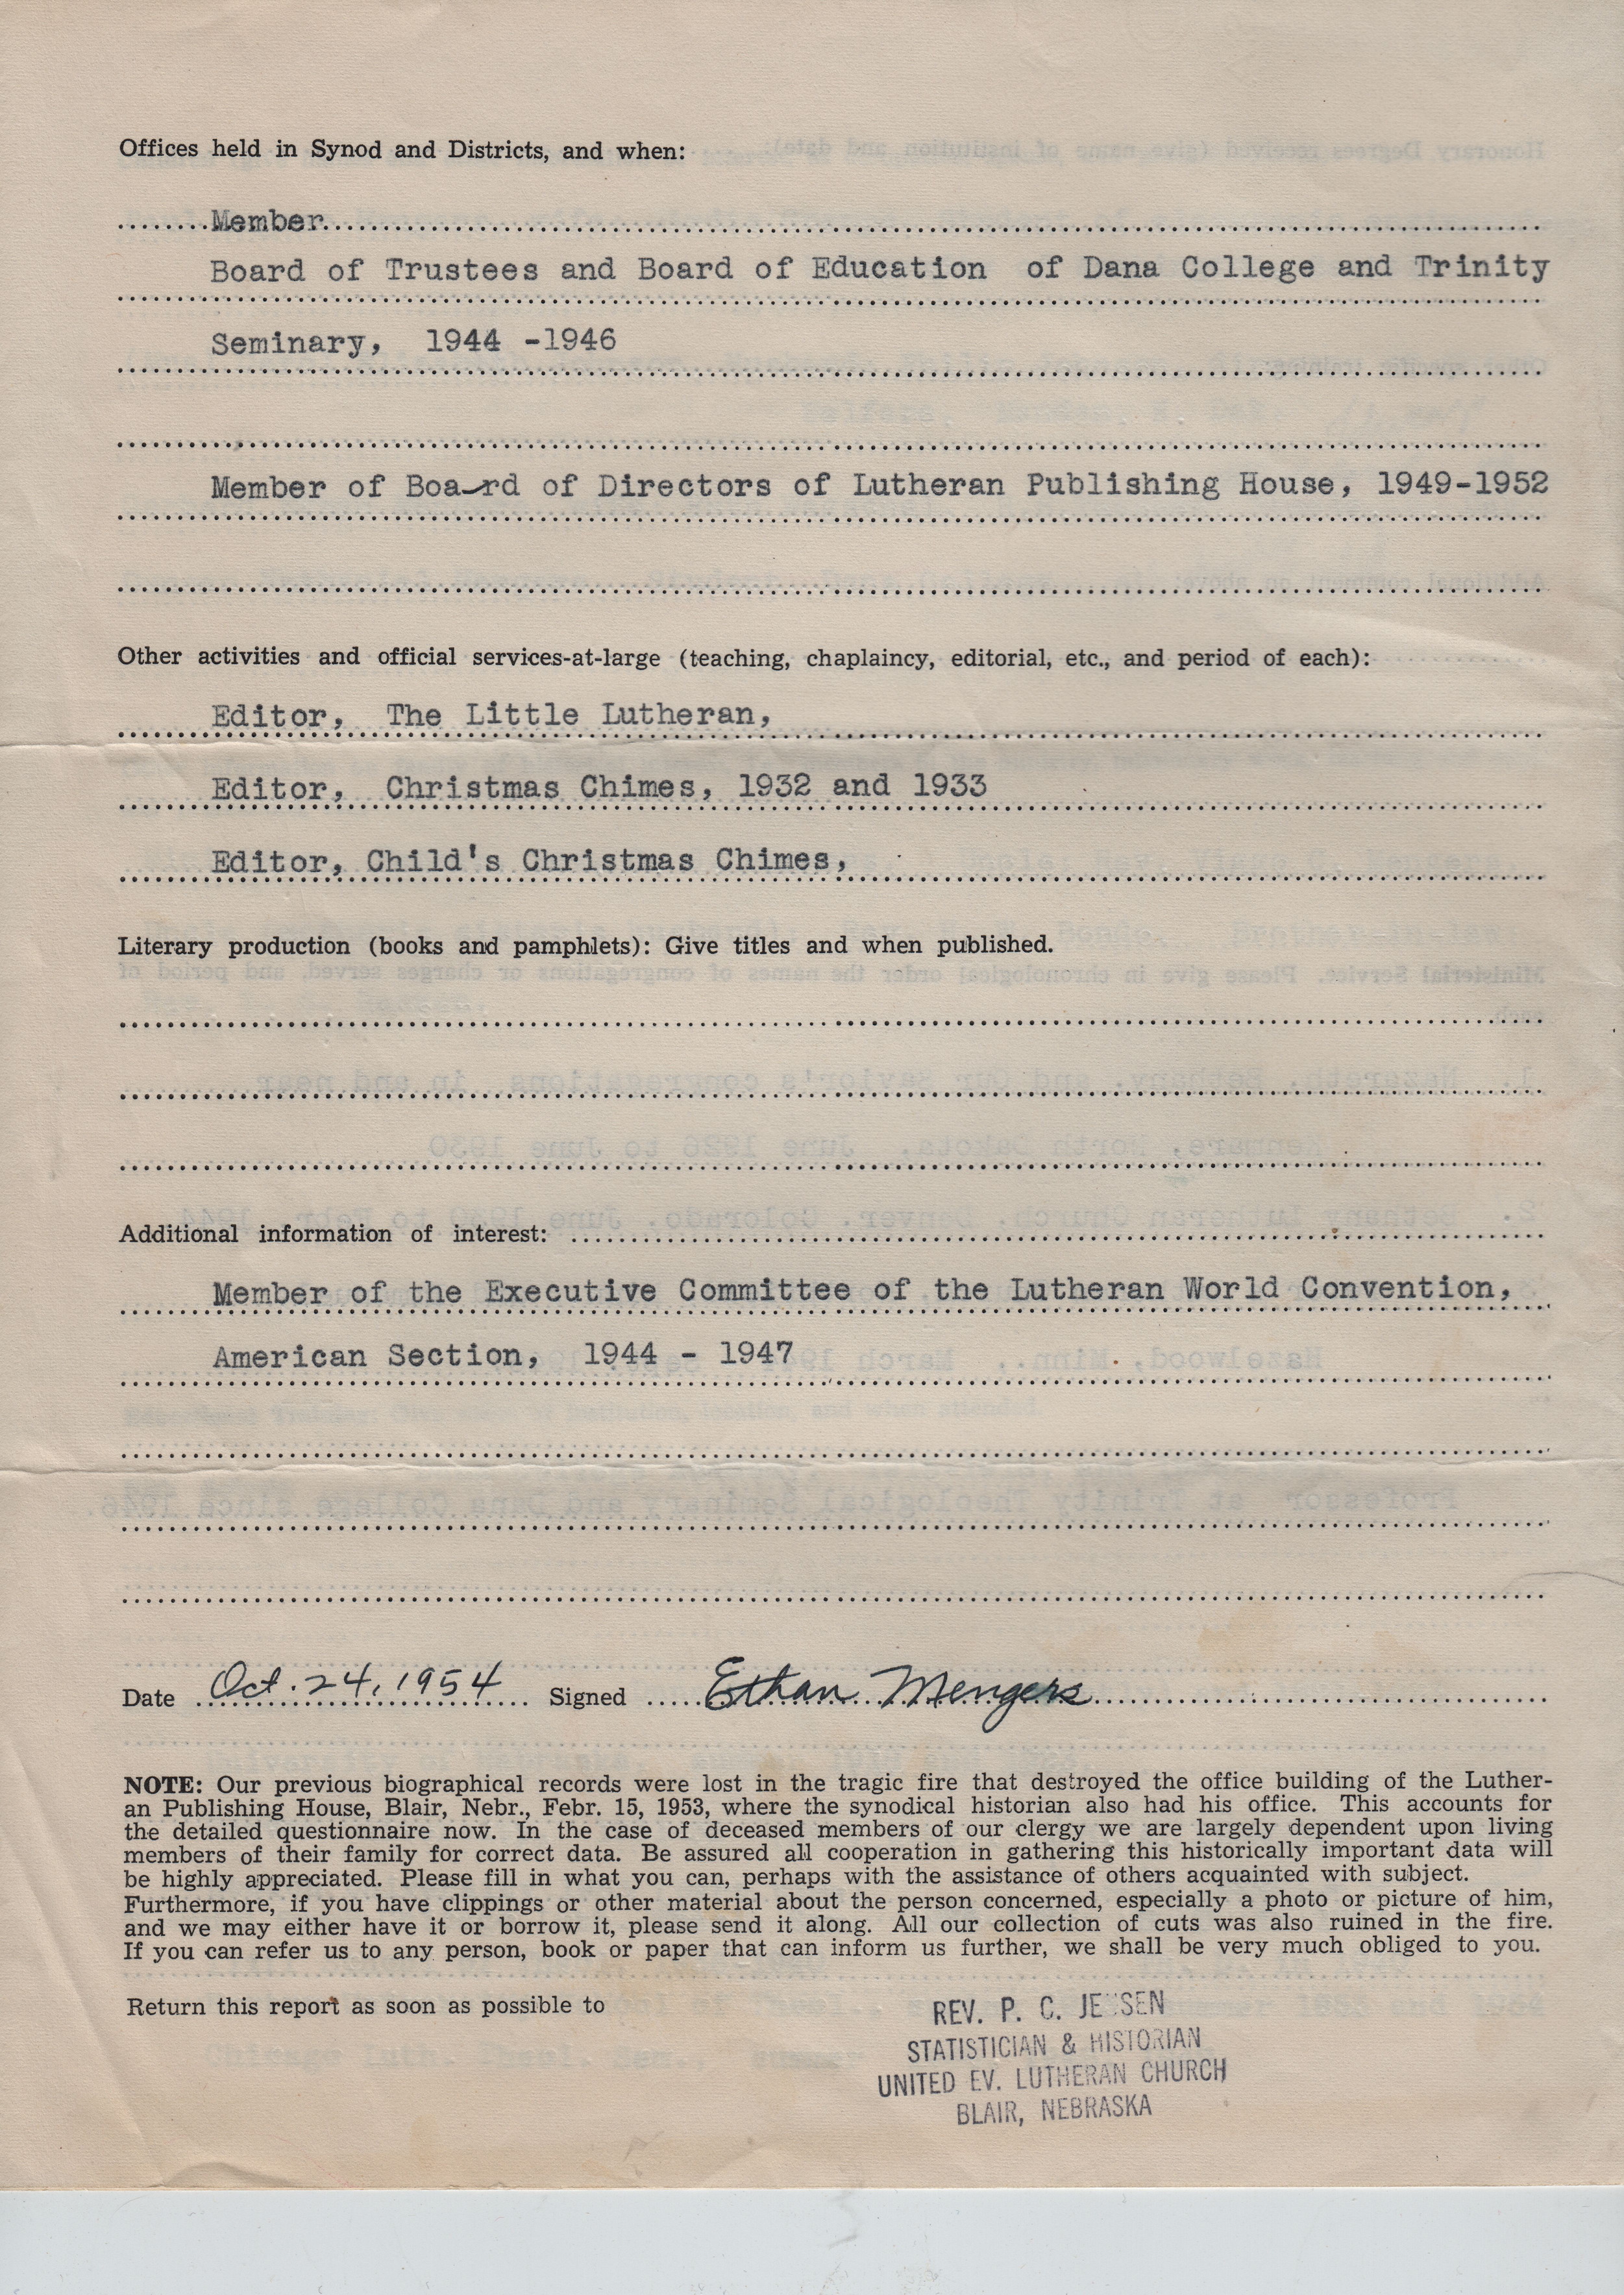 Offices held in Synod and Districts, and when:
Member
Board of Trustees and Board of Education of Dana College and Trinity
Seminary, 1944 -1946
Member of Board of Directors of Lutheran Publishing House, 1949-1952
Other activities and official services-at-large (teaching, chaplaincy, editorial, etc., and period of each):
Editor, The Little Lutheran,
Editor, Christmas Chimes, 1932 and 1933
Editor, Child's Christmas Chimes,
Literary production (books and pamphlets): Give titles and when published.
Additional information of interest:
Member of the Executive Committee of the Lutheran World Convention,
American Section, 1944 - 1947
Date Oct. 24, 1954 Signed Ethan Mengers
NOTE: Our previous biographical records were lost in the tragic fire that destroyed the office building of the Luther-
an Publishing House, Blair, Nebr., Febr. 15, 1953, where the synodical historian also had his office. This accounts for
the detailed questionnaire now. In the case of deceased members of our clergy we are largely dependent upon living
members of their family for correct data. Be assured all cooperation in gathering this historically important data will
be highly appreciated. Please fill in what you can, perhaps with the assistance of others acquainted with subject.
Furthermore, if you have clippings or other material about the person concerned, especially a photo or picture of him,
and we may either have it or borrow it, please send it along. All our collection of cuts was also ruined in the fire.
If you can refer us to any person, book or paper that can inform us further, we shall be very much obliged to you.
Return this report as soon as possible to
REV. P. C. JENSEN
STATISTICIAN & HISTORIAN
UNITED EV. LUTHERAN CHURCH
BLAIR, NEBRASKA